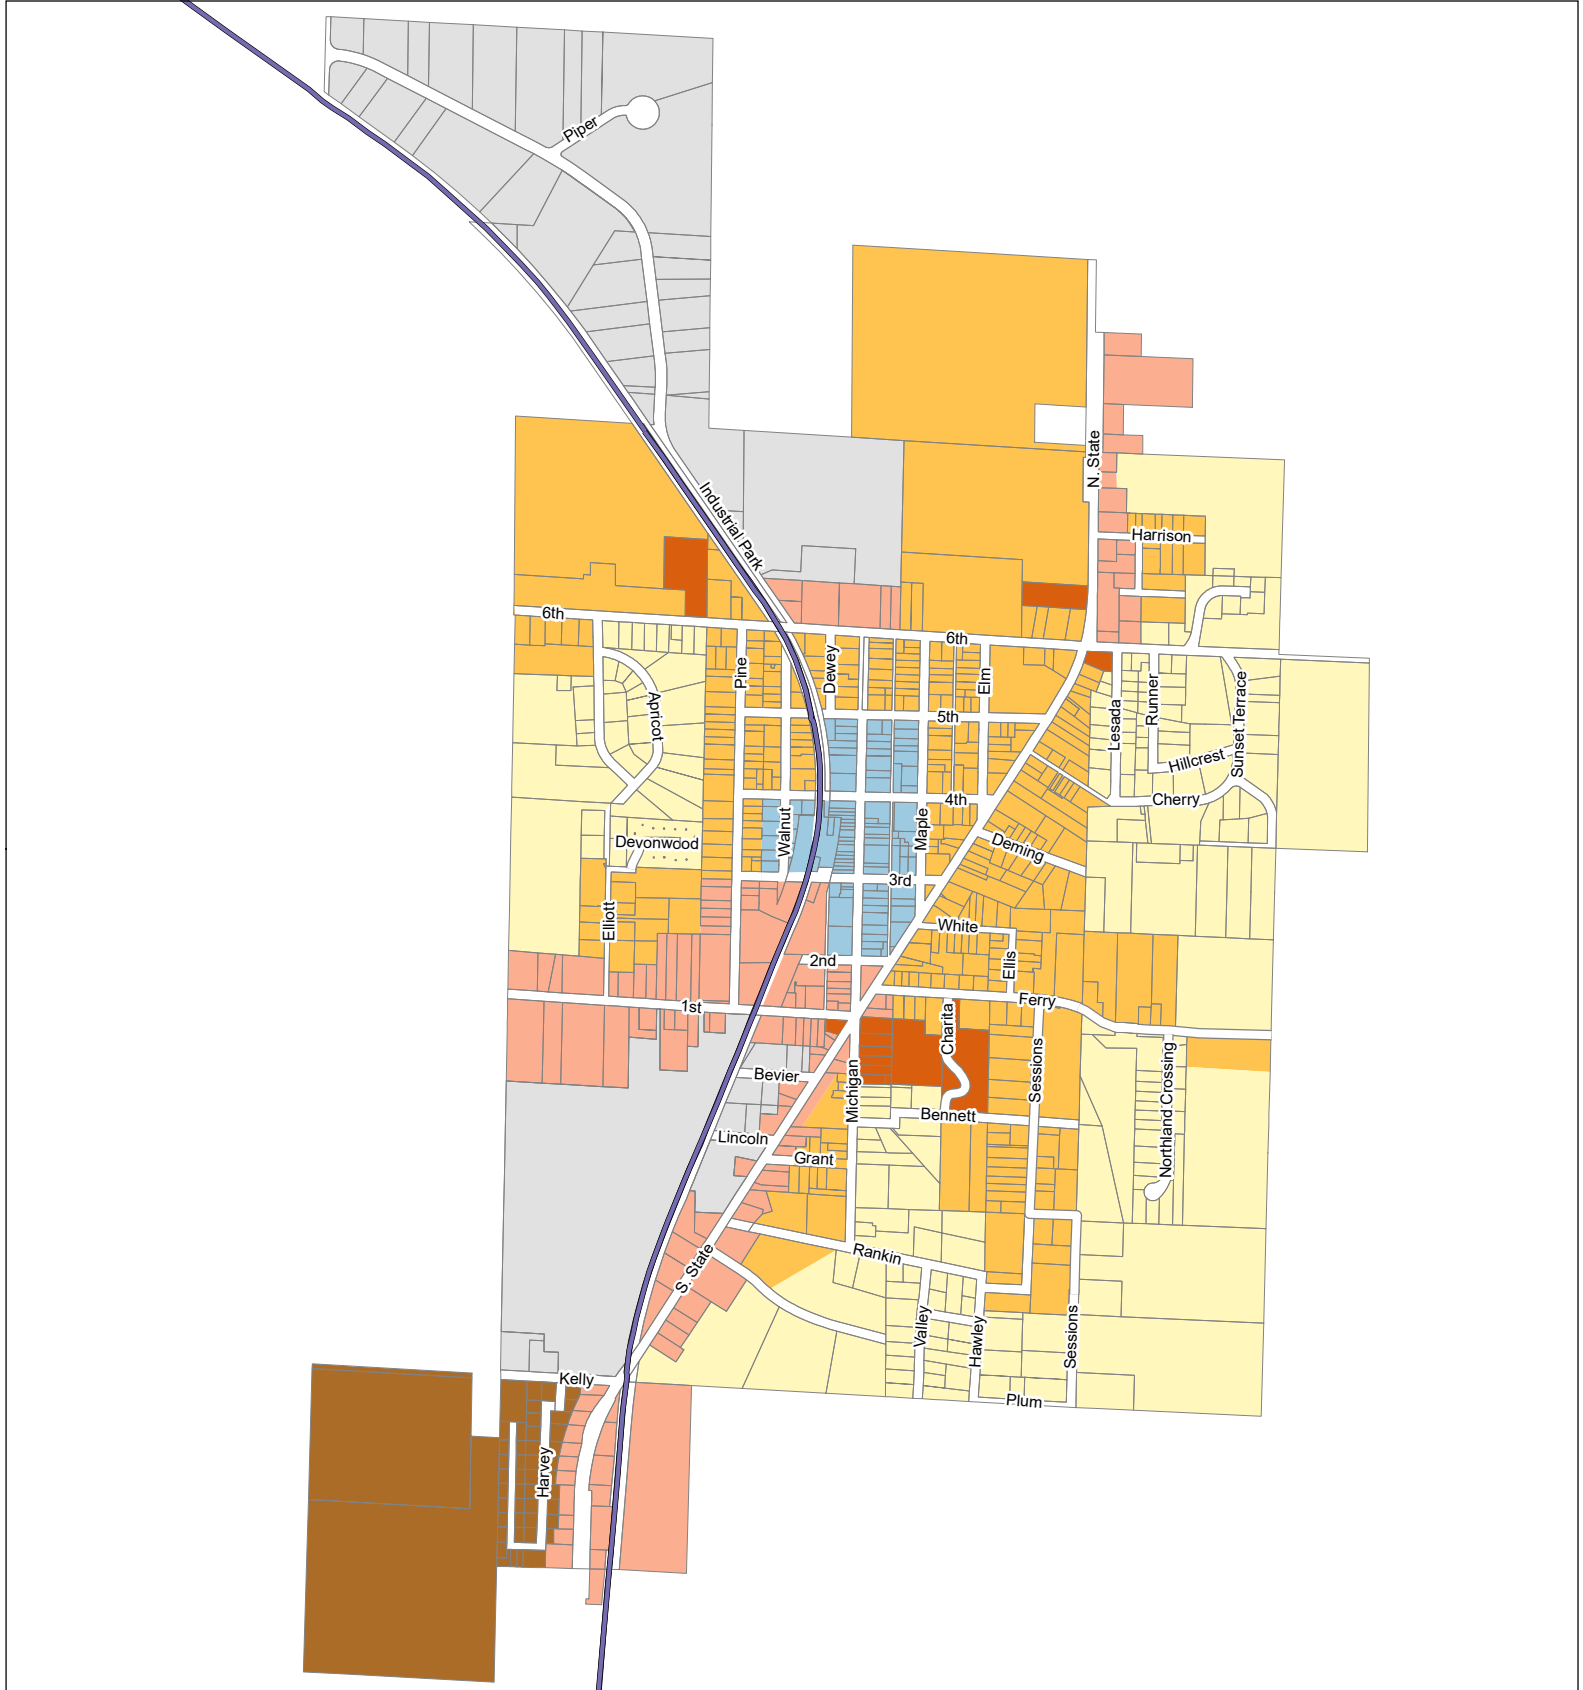 Piper
N. State
Industrial Park
Harrison
6th
6th
Pine
Dewey
Elm
Apricot
Lesada
Runner
Sunset Terrace
5th
Hillcrest
4th
Cherry
Walnut
Maple
Devonwood
Deming
3rd
Elliott
White
2nd
Ellis
1st
Ferry
Charita
Sessions
Bevier
Michigan
Northland Crossing
Bennett
Lincoln
Grant
Rankin
S. State
Valley
Hawley
Sessions
Kelly
Plum
Harvey